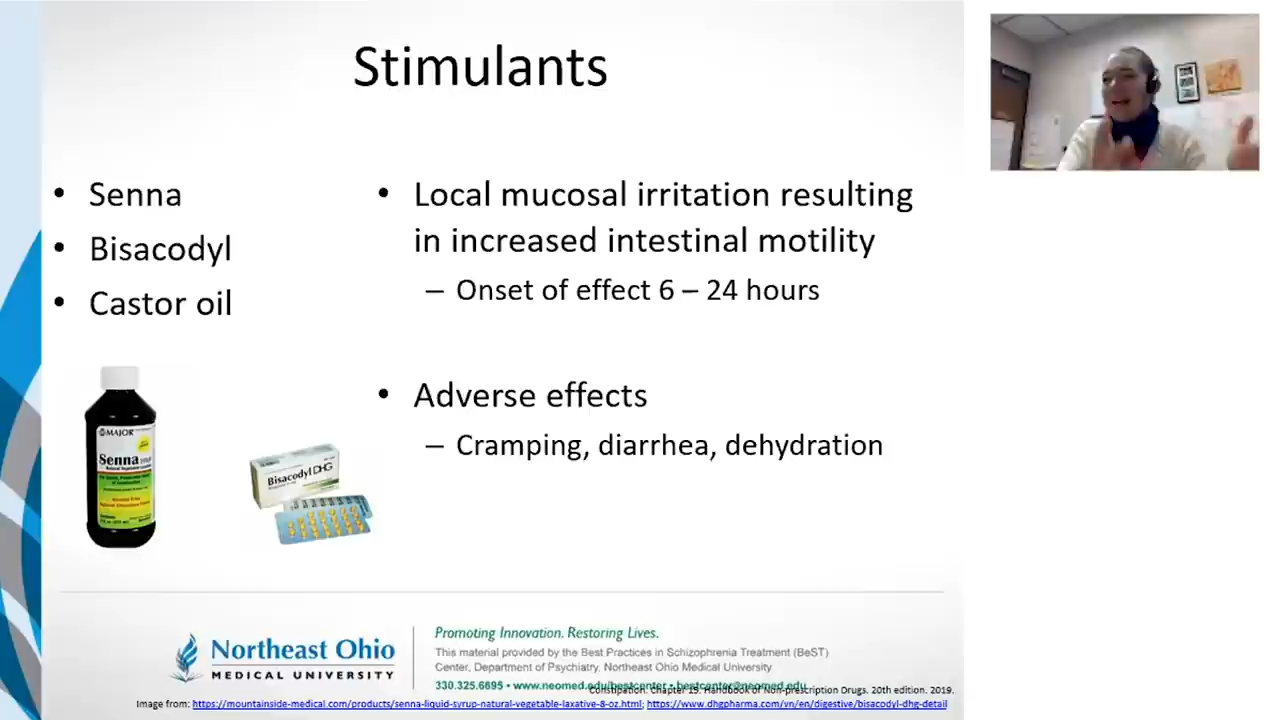 Stimulants
• Senna
• Bisacodyl
• Castor oil
• Local mucosal irritation resulting
in increased intestinal motility
– Onset of effect 6 – 24 hours
• Adverse effects
– Cramping, diarrhea, dehydration
MAJOR
Senna
Bisacodyl DHG
Northeast Ohio
MEDICAL UNIVERSITY
Promoting Innovation. Restoring Lives.
This material provided by the Best Practices in Schizophrenia Treatment (BeST)
Center, Department of Psychiatry, Northeast Ohio Medical University
330.325.6695 • www.neomed.edu/bestcenter • bestcenter@neomed.edu
Constipation. Chapter 15. Handbook of Non-prescription Drugs. 20th edition. 2019.
Image from: https://mountainside-medical.com/products/senna-liquid-syrup-natural-vegetable-laxative-8-oz.html; https://www.dhgpharma.com/vn/en/digestive/bisacodyl-dhg-detail